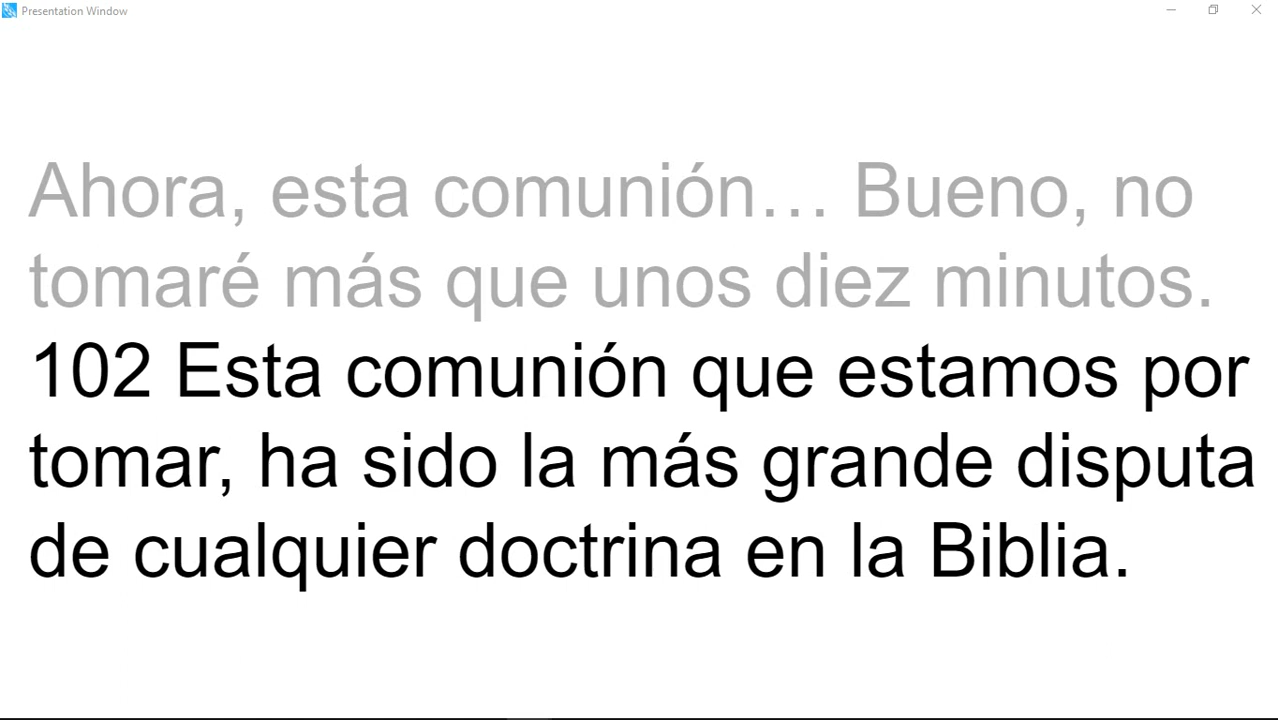 Presentation Window
Ahora, esta comunión… Bueno, no
tomaré más que unos diez minutos.
102 Esta comunión que estamos por
tomar, ha sido la más grande disputa
de cualquier doctrina en la Biblia.